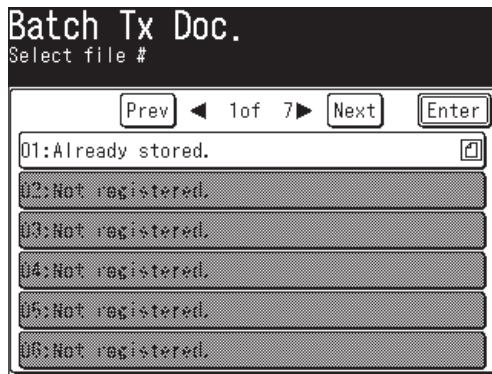 Batch Tx Doc.
Select file #
Prev ◀ 1of 7▶ Next Enter
01:Already stored.
02:Not registered.
03:Not registered.
04:Not registered.
05:Not registered.
06:Not registered.